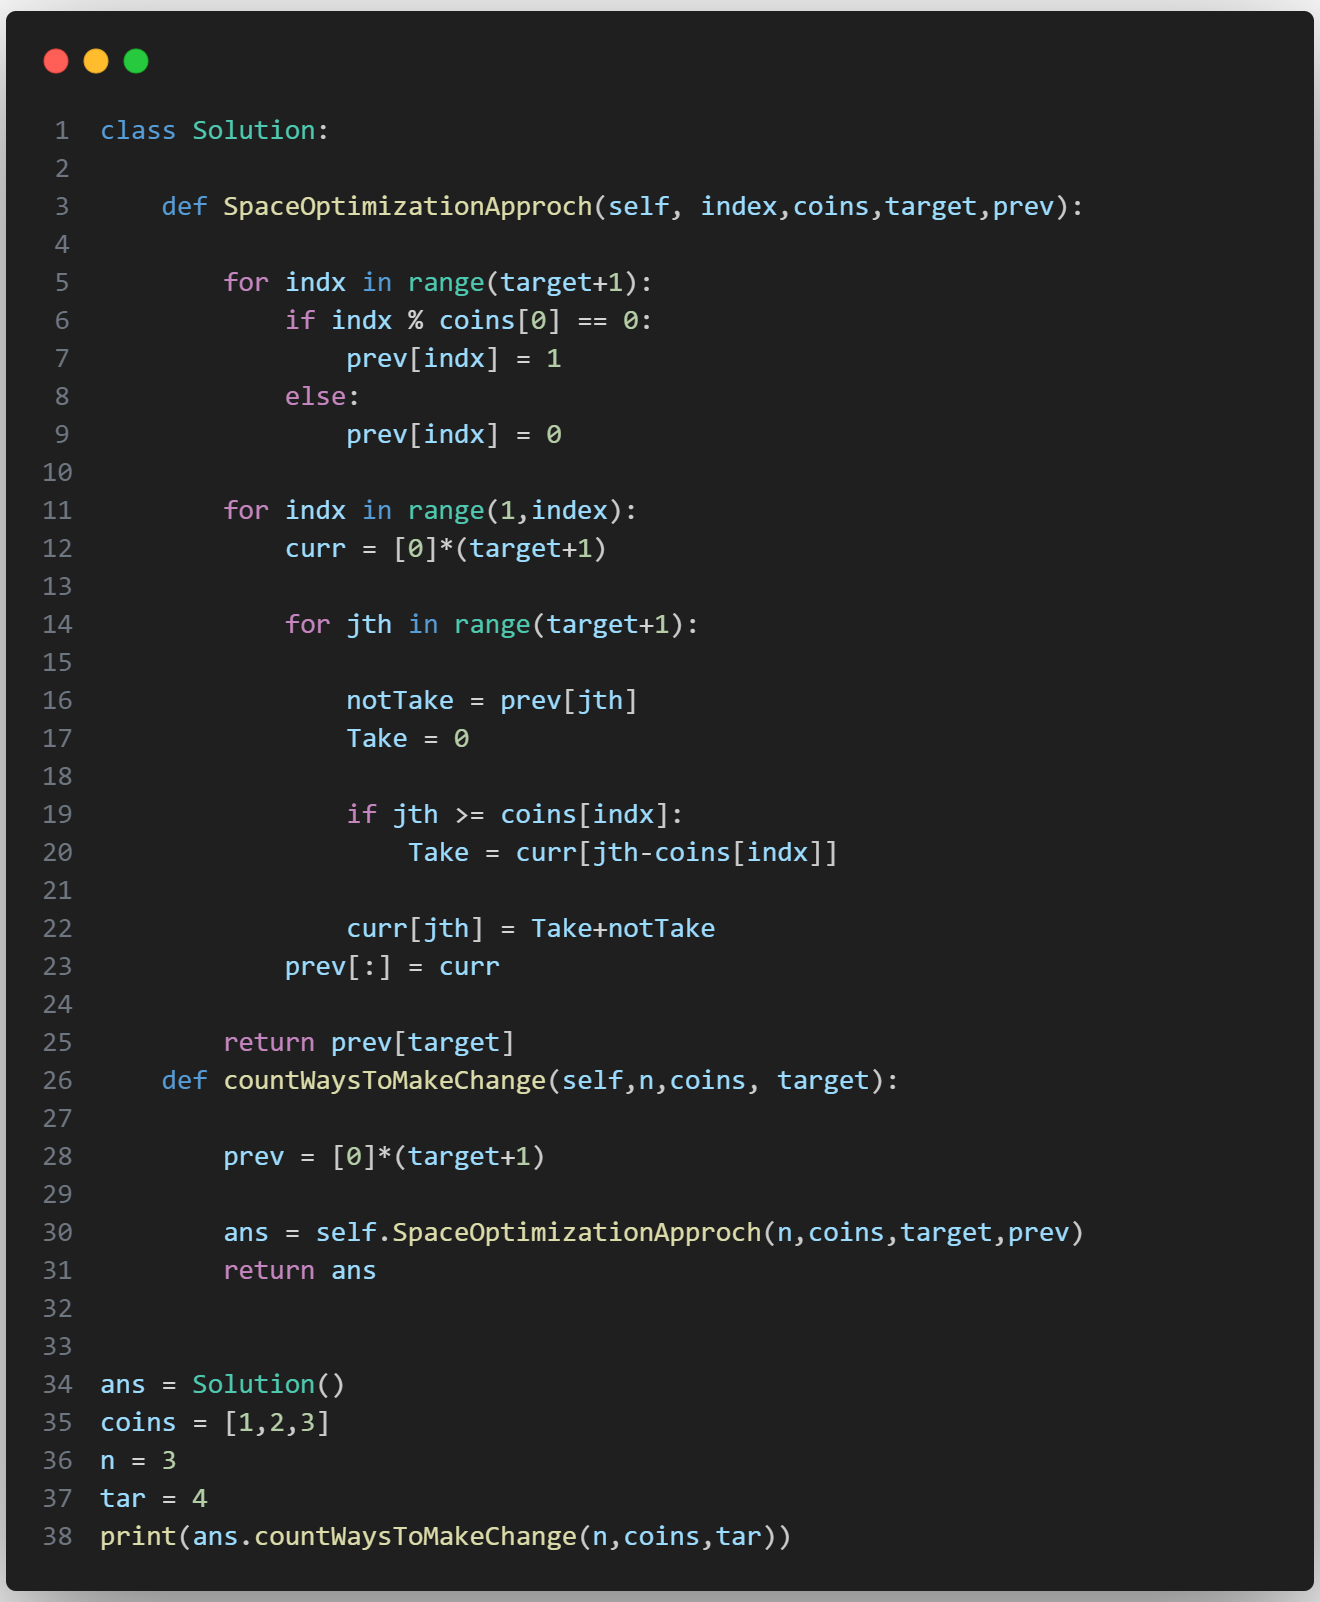 1 class Solution:
2
3     def SpaceOptimizationApproch(self, index,coins,target,prev):
4
5         for indx in range(target+1):
6             if indx % coins[0] == 0:
7                 prev[indx] = 1
8             else:
9                 prev[indx] = 0
10
11         for indx in range(1,index):
12             curr = [0]*(target+1)
13
14             for jth in range(target+1):
15
16                 notTake = prev[jth]
17                 Take = 0
18
19                 if jth >= coins[indx]:
20                     Take = curr[jth-coins[indx]]
21
22                 curr[jth] = Take+notTake
23             prev[:] = curr
24
25         return prev[target]
26     def countWaysToMakeChange(self,n,coins, target):
27
28         prev = [0]*(target+1)
29
30         ans = self.SpaceOptimizationApproch(n,coins,target,prev)
31         return ans
32
33
34 ans = Solution()
35 coins = [1,2,3]
36 n = 3
37 tar = 4
38 print(ans.countWaysToMakeChange(n,coins,tar))